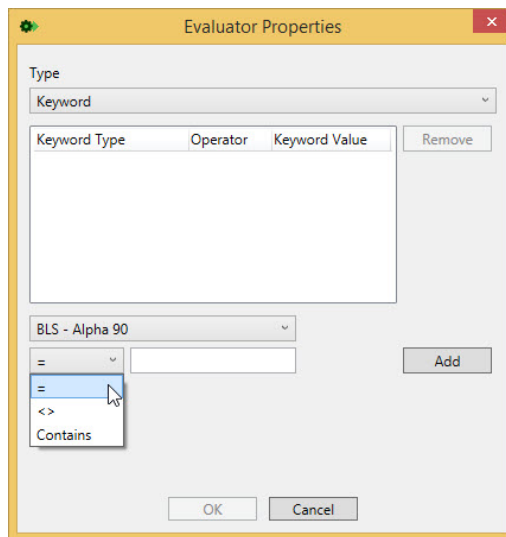 Evaluator Properties
Type
Keyword
Keyword Type Operator Keyword Value Remove
BLS - Alpha 90
= Add
=
<>
Contains
OK Cancel